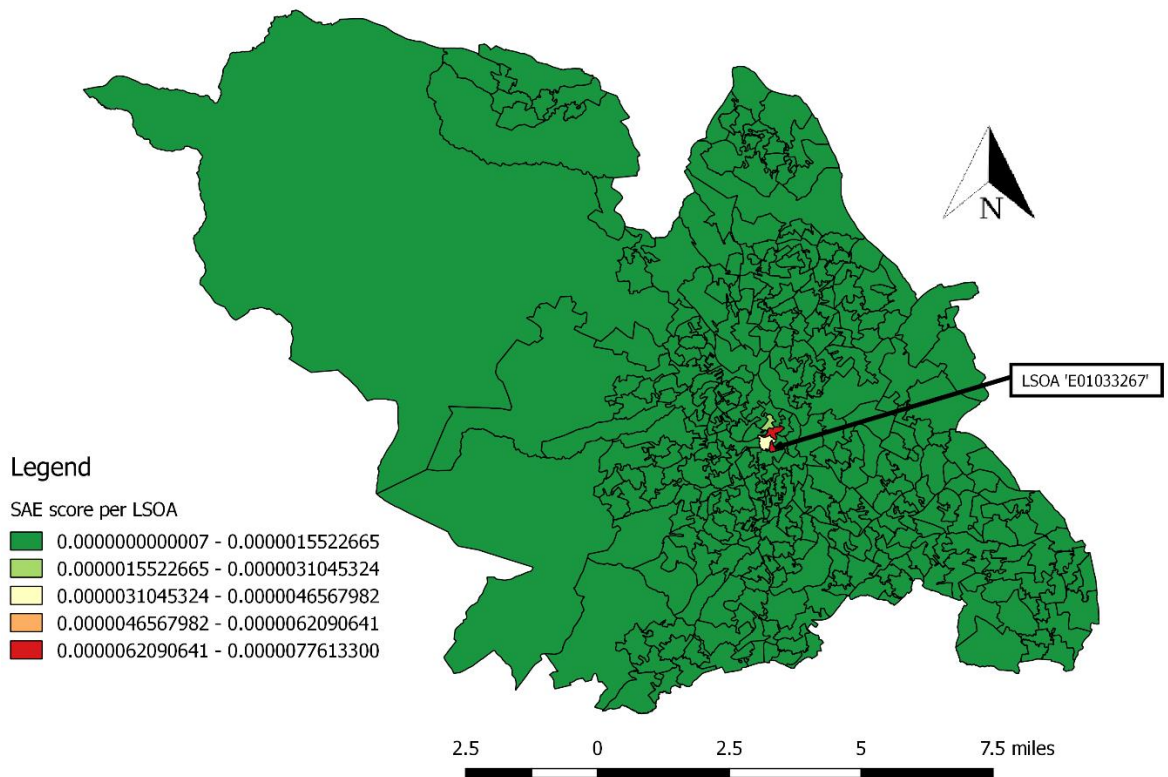 N
LSOA 'E01033267'
Legend
SAE score per LSOA
0.0000000000007 - 0.0000015522665
0.0000015522665 - 0.0000031045324
0.0000031045324 - 0.0000046567982
0.0000046567982 - 0.0000062090641
0.0000062090641 - 0.0000077613300
2.5 0 2.5 5 7.5 miles